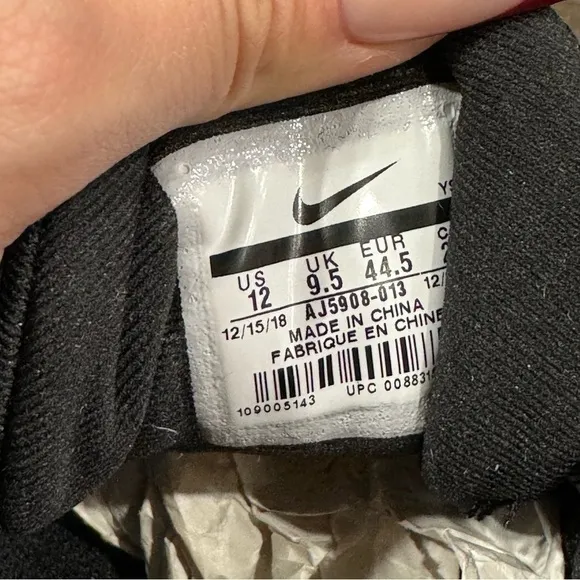 US UK EUR
12 9.5 44.5
AJ5908-013
12/15/18
MADE IN CHINA
FABRIQUE EN CHINE
109005143 UPC